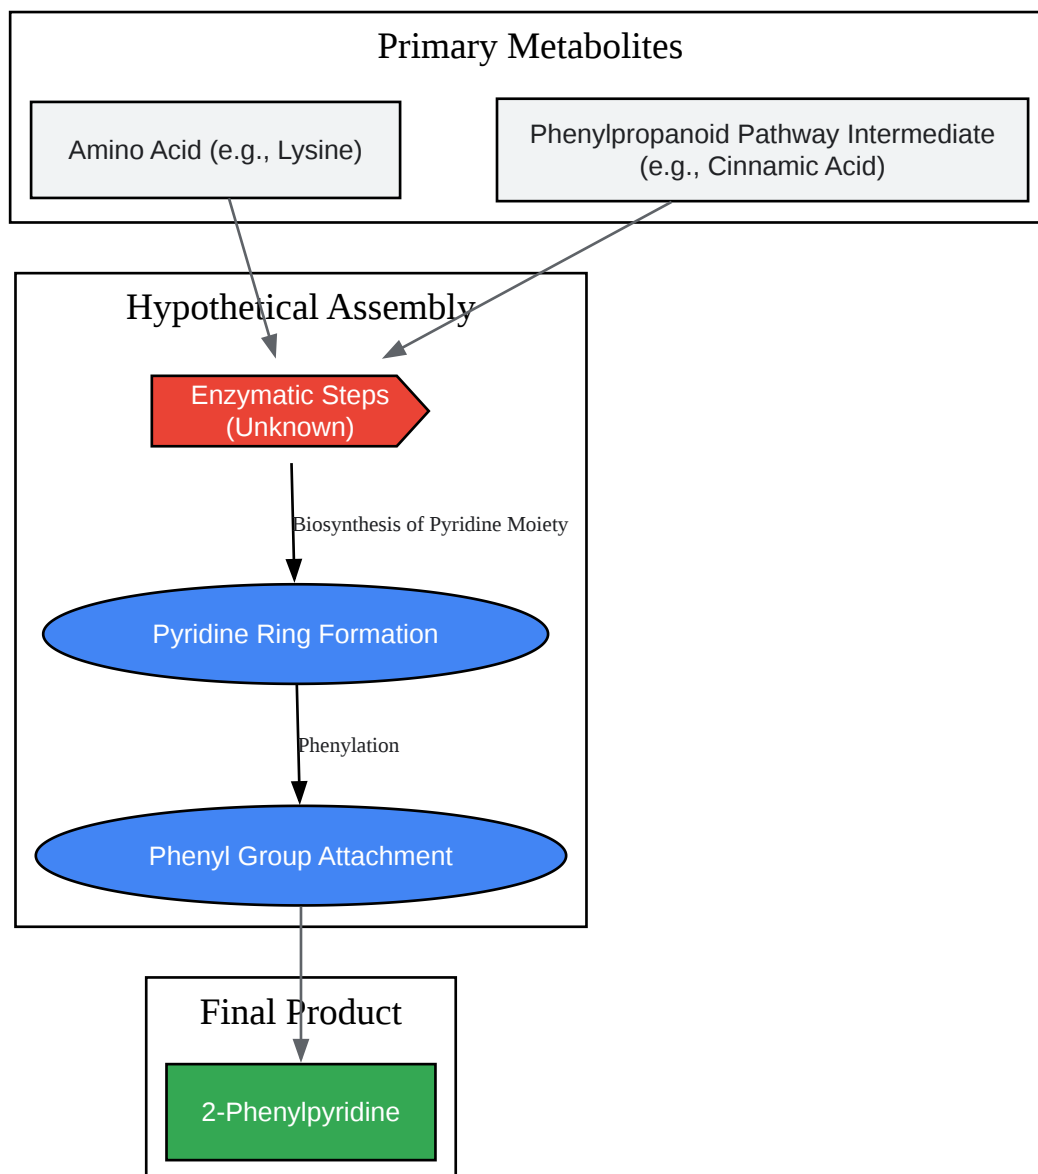 Primary Metabolites
Amino Acid (e.g., Lysine)
Phenylpropanoid Pathway Intermediate
(e.g., Cinnamic Acid)
Hypothetical Assembly
Enzymatic Steps
(Unknown)
Biosynthesis of Pyridine Moiety
Pyridine Ring Formation
Phenylation
Phenyl Group Attachment
Final Product
2-Phenylpyridine